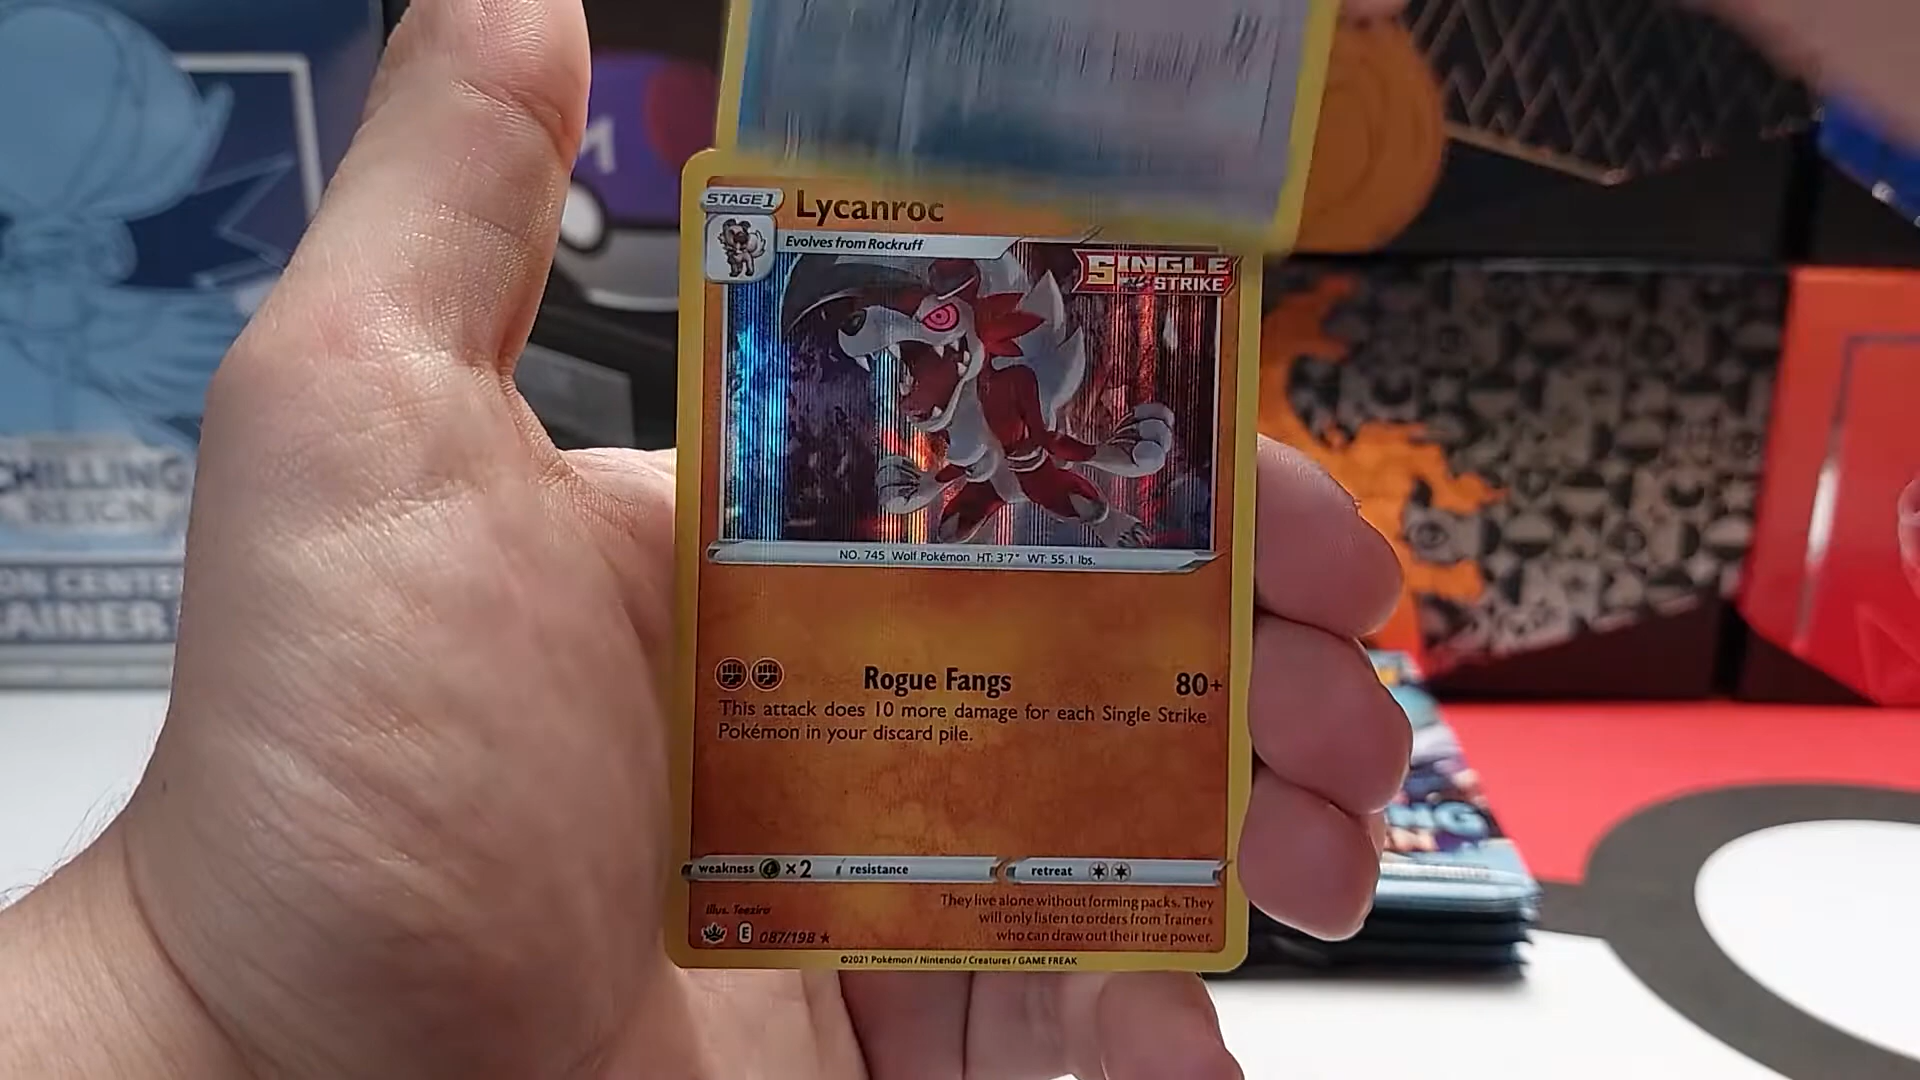 STAGE 1
Lycanroc
Evolves from Rockruff
SINGLE
STRIKE
NO. 745 Wolf Pokémon HT: 3'7" WT: 55.1 lbs.
Rogue Fangs 80+
This attack does 10 more damage for each Single Strike
Pokémon in your discard pile.
weakness ×2 resistance retreat
Illus. Teeziro
They live alone without forming packs. They
will only listen to orders from Trainers
who can draw out their true power.
E 087/198 ★
©2021 Pokémon / Nintendo / Creatures / GAME FREAK
CHILLING
REIGN
ON CENTE
AINER